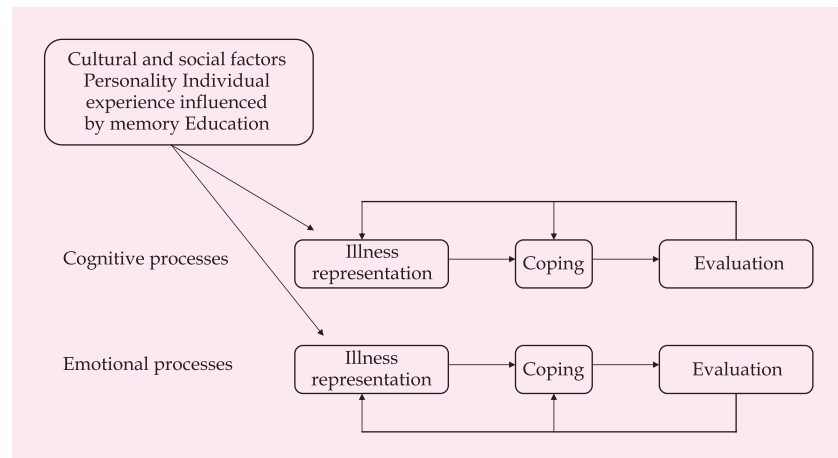 Cultural and social factors
Personality Individual
experience influenced
by memory Education
Cognitive processes
Illness
representation
Coping
Evaluation
Emotional processes
Illness
representation
Coping
Evaluation